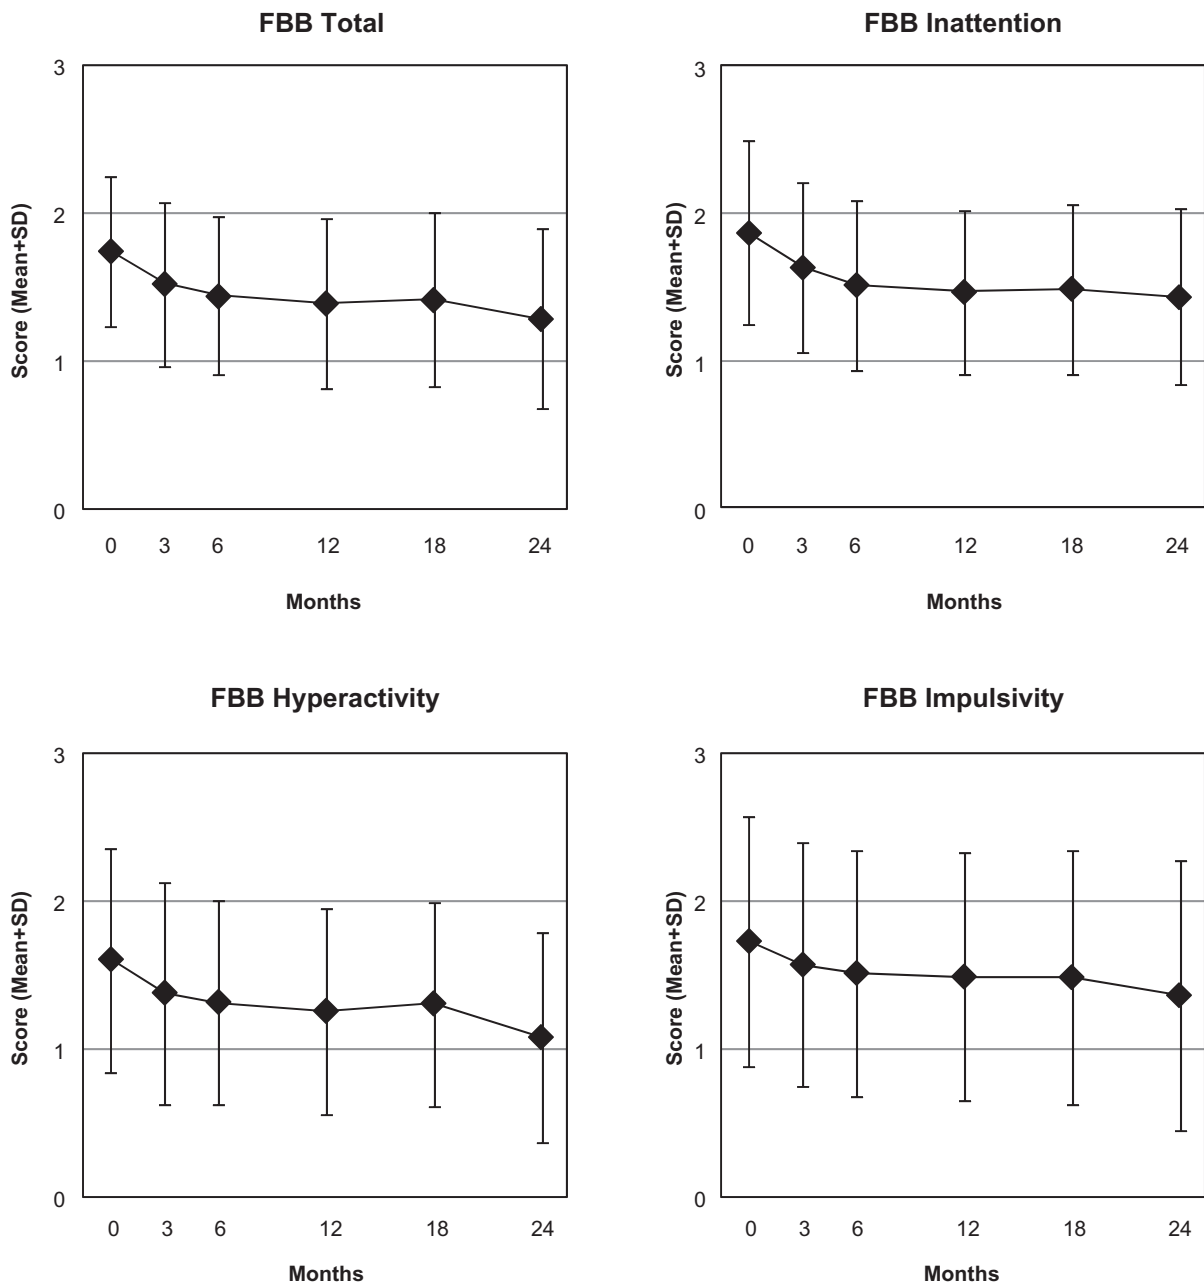 FBB Total
3
2
1
0
Score (Mean+SD)
0 3 6 12 18 24
Months
FBB Inattention
3
2
1
0
Score (Mean+SD)
0 3 6 12 18 24
Months
FBB Hyperactivity
3
2
1
0
Score (Mean+SD)
0 3 6 12 18 24
Months
FBB Impulsivity
3
2
1
0
Score (Mean+SD)
0 3 6 12 18 24
Months